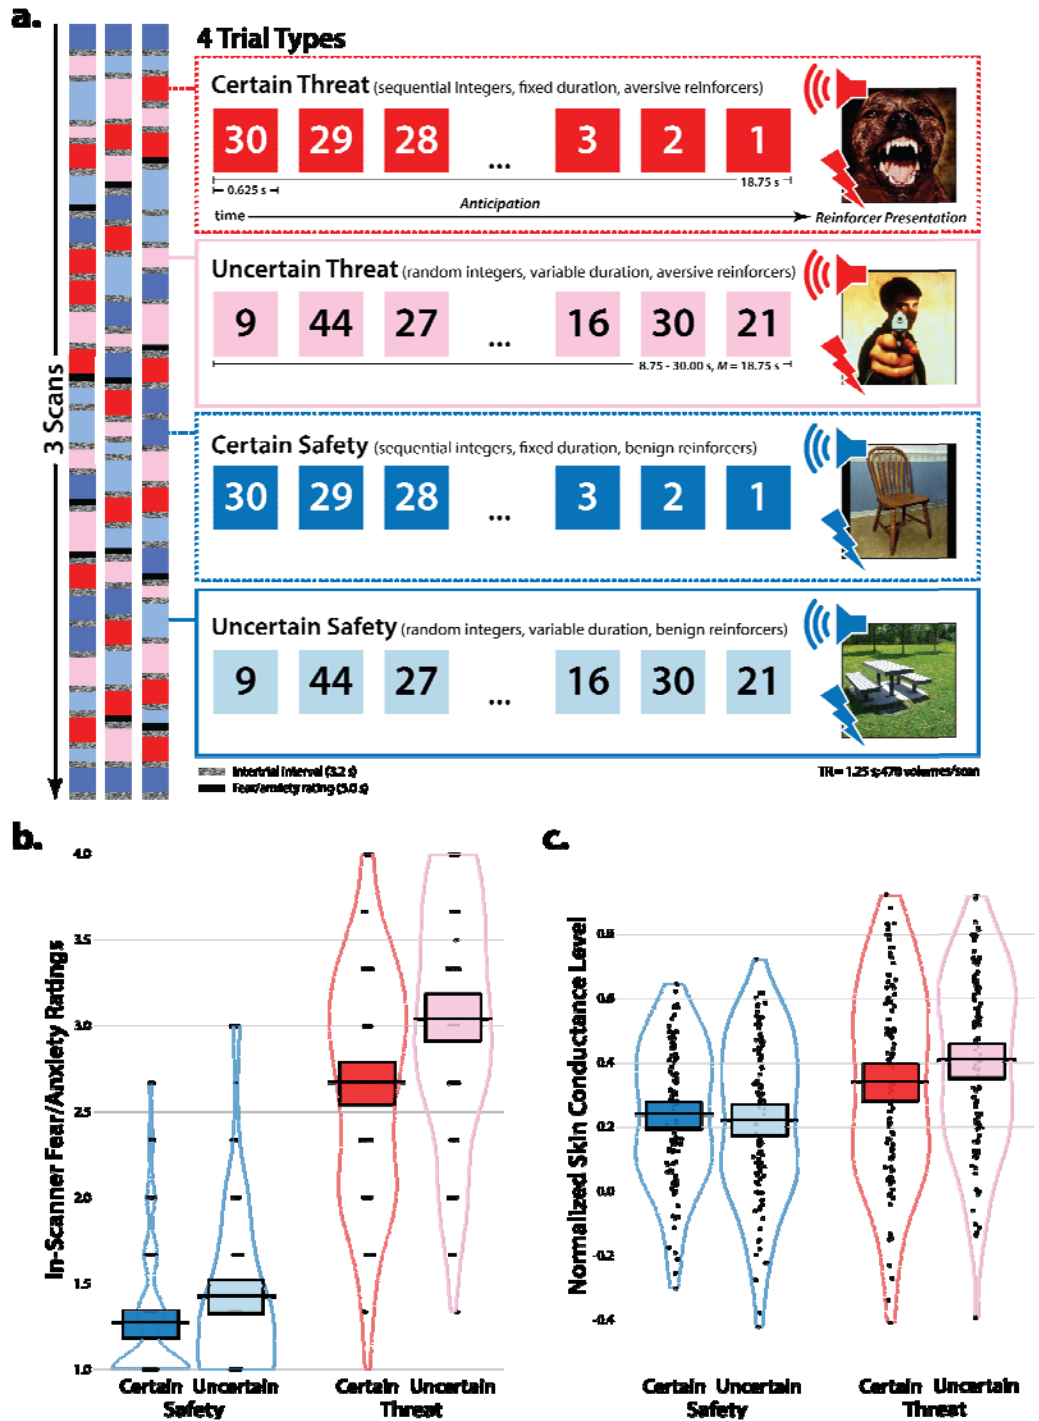 a.
4 Trial Types
3 Scans
Certain Threat (sequential integers, fixed duration, aversive reinforcers)
30 29 28 ... 3 2 1
0.625 s
18.75 s
Anticipation
time
Reinforcer Presentation
Uncertain Threat (random integers, variable duration, aversive reinforcers)
9 44 27 ... 16 30 21
8.75 - 30.00 s, M = 18.75 s
Certain Safety (sequential integers, fixed duration, benign reinforcers)
30 29 28 ... 3 2 1
Uncertain Safety (random integers, variable duration, benign reinforcers)
9 44 27 ... 16 30 21
Intertrial interval (3.2 s)
Fear/anxiety rating (5.0 s)
TR = 1.25 s; 478 volumes/scan
b.
In-Scanner Fear/Anxiety Ratings
4.0
3.5
3.0
2.5
2.0
1.5
1.0
Certain Uncertain Certain Uncertain
Safety Threat
c.
Normalized Skin Conductance Level
0.8
0.6
0.4
0.2
0.0
-0.2
-0.4
Certain Uncertain Certain Uncertain
Safety Threat